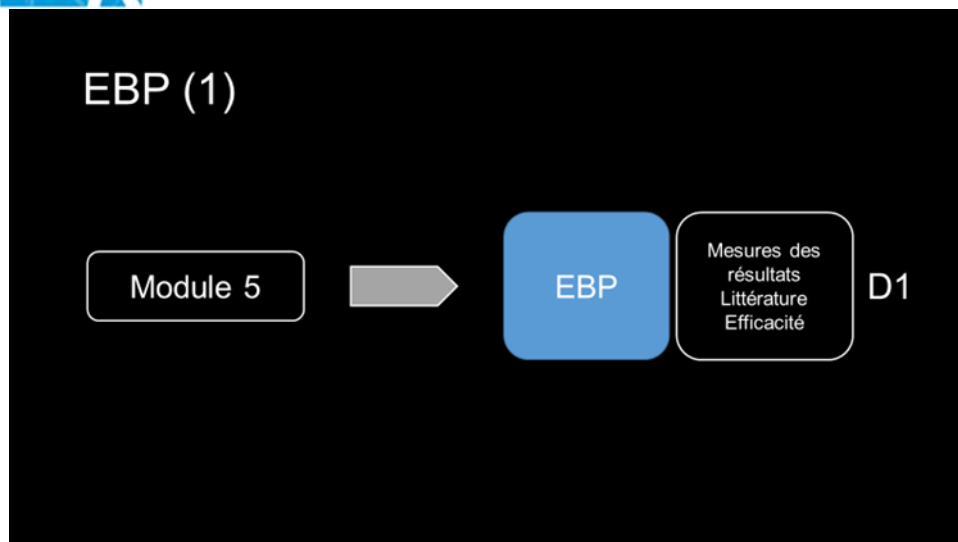 EBP (1)
Module 5
EBP
Mesures des
résultats
Littérature
Efficacité
D1